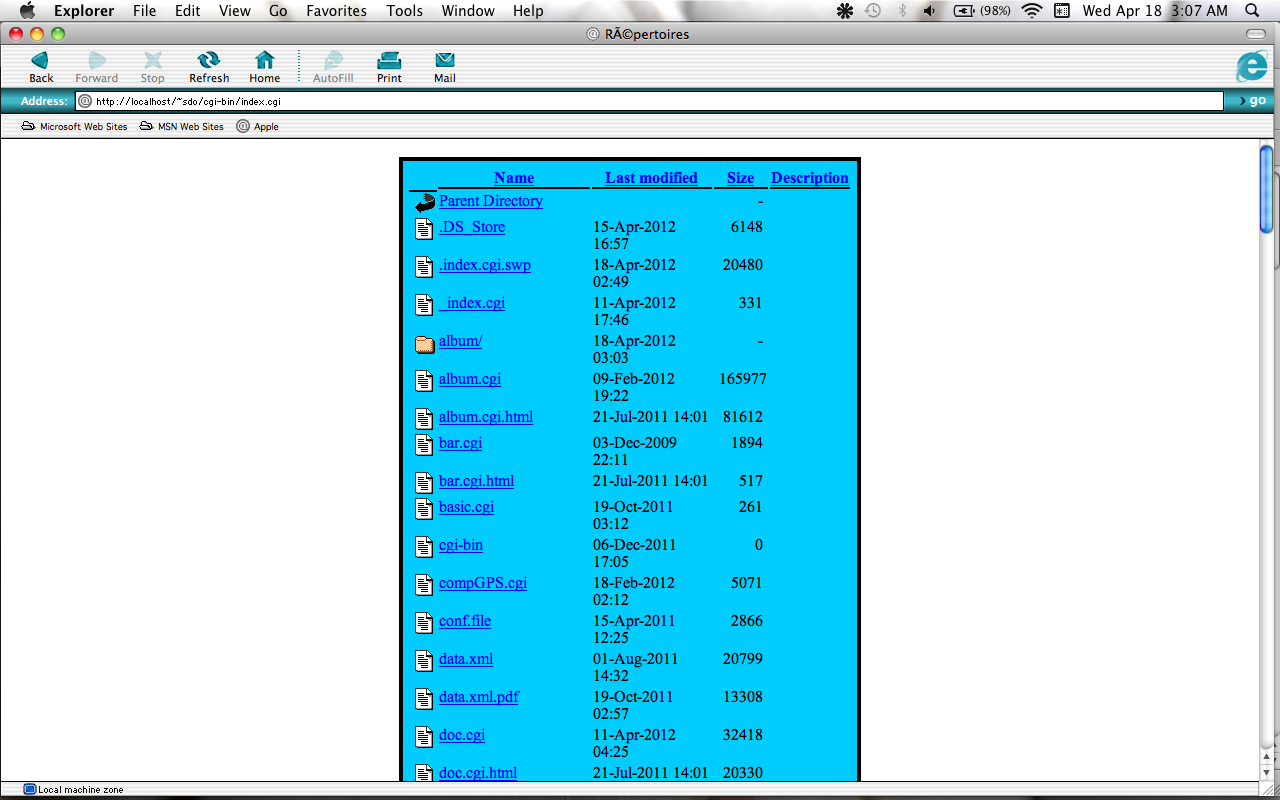 Explorer File Edit View Go Favorites Tools Window Help (98%) Wed Apr 18 3:07 AM
@ RÃ©pertoires
Back Forward Stop Refresh Home AutoFill Print Mail
Address: @ http://localhost/~sdo/cgi-bin/index.cgi › go
Microsoft Web Sites MSN Web Sites @ Apple
Name Last modified Size Description
Parent Directory -
.DS_Store 15-Apr-2012 6148
16:57
.index.cgi.swp 18-Apr-2012 20480
02:49
_index.cgi 11-Apr-2012 331
17:46
album/ 18-Apr-2012 -
03:03
album.cgi 09-Feb-2012 165977
19:22
album.cgi.html 21-Jul-2011 14:01 81612
bar.cgi 03-Dec-2009 1894
22:11
bar.cgi.html 21-Jul-2011 14:01 517
basic.cgi 19-Oct-2011 261
03:12
cgi-bin 06-Dec-2011 0
17:05
compGPS.cgi 18-Feb-2012 5071
02:12
conf.file 15-Apr-2011 2866
12:25
data.xml 01-Aug-2011 20799
14:32
data.xml.pdf 19-Oct-2011 13308
02:57
doc.cgi 11-Apr-2012 32418
04:25
doc.cgi.html 21-Jul-2011 14:01 20330
Local machine zone